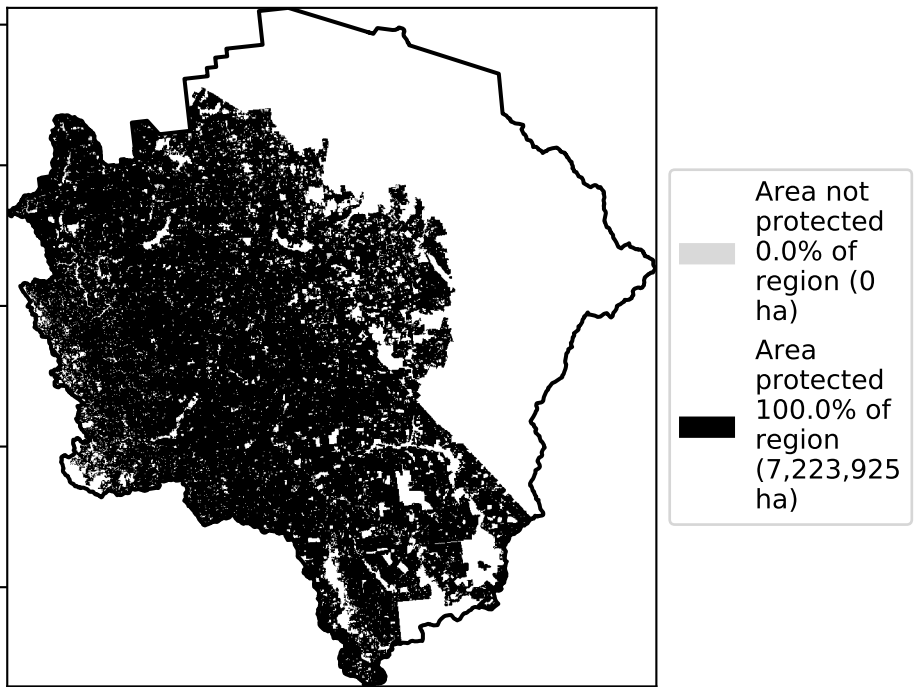 Area not
protected
0.0% of
region (0
ha)
Area
protected
100.0% of
region
(7,223,925
ha)